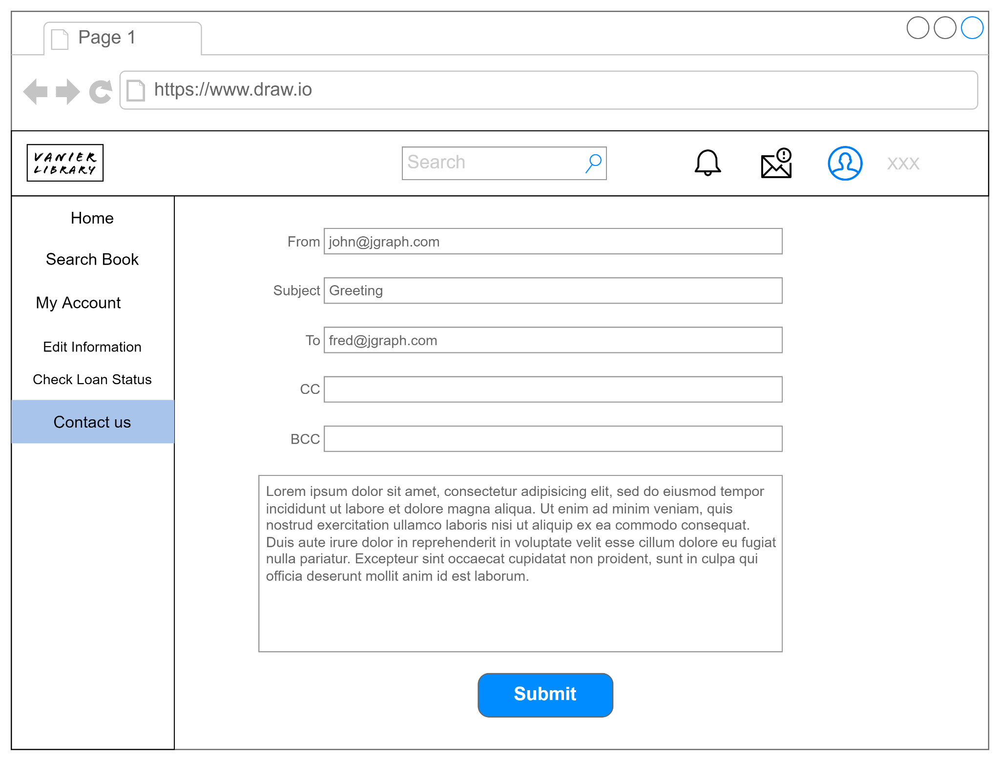 Page 1
https://www.draw.io
VANIER
LIBRARY
Search
XXX
Home
Search Book
My Account
Edit Information
Check Loan Status
Contact us
From john@jgraph.com
Subject Greeting
To fred@jgraph.com
CC
BCC
Lorem ipsum dolor sit amet, consectetur adipisicing elit, sed do eiusmod tempor
incididunt ut labore et dolore magna aliqua. Ut enim ad minim veniam, quis
nostrud exercitation ullamco laboris nisi ut aliquip ex ea commodo consequat.
Duis aute irure dolor in reprehenderit in voluptate velit esse cillum dolore eu fugiat
nulla pariatur. Excepteur sint occaecat cupidatat non proident, sunt in culpa qui
officia deserunt mollit anim id est laborum.
Submit